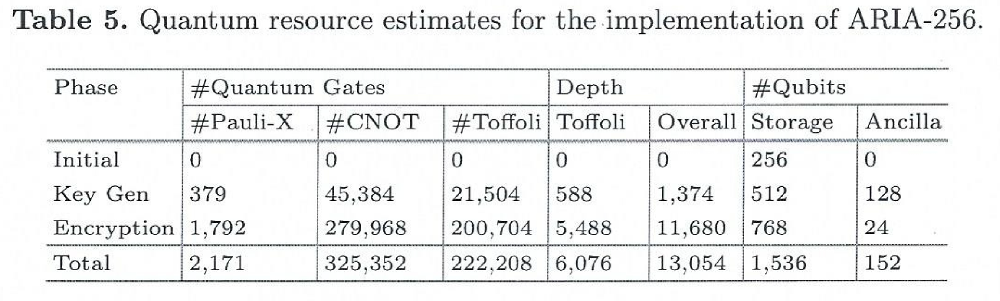 Table 5. Quantum resource estimates for the implementation of ARIA-256.
Phase #Quantum Gates Depth #Qubits
#Pauli-X #CNOT #Toffoli Toffoli Overall Storage Ancilla
Initial 0 0 0 0 0 256 0
Key Gen 379 45,384 21,504 588 1,374 512 128
Encryption 1,792 279,968 200,704 5,488 11,680 768 24
Total 2,171 325,352 222,208 6,076 13,054 1,536 152